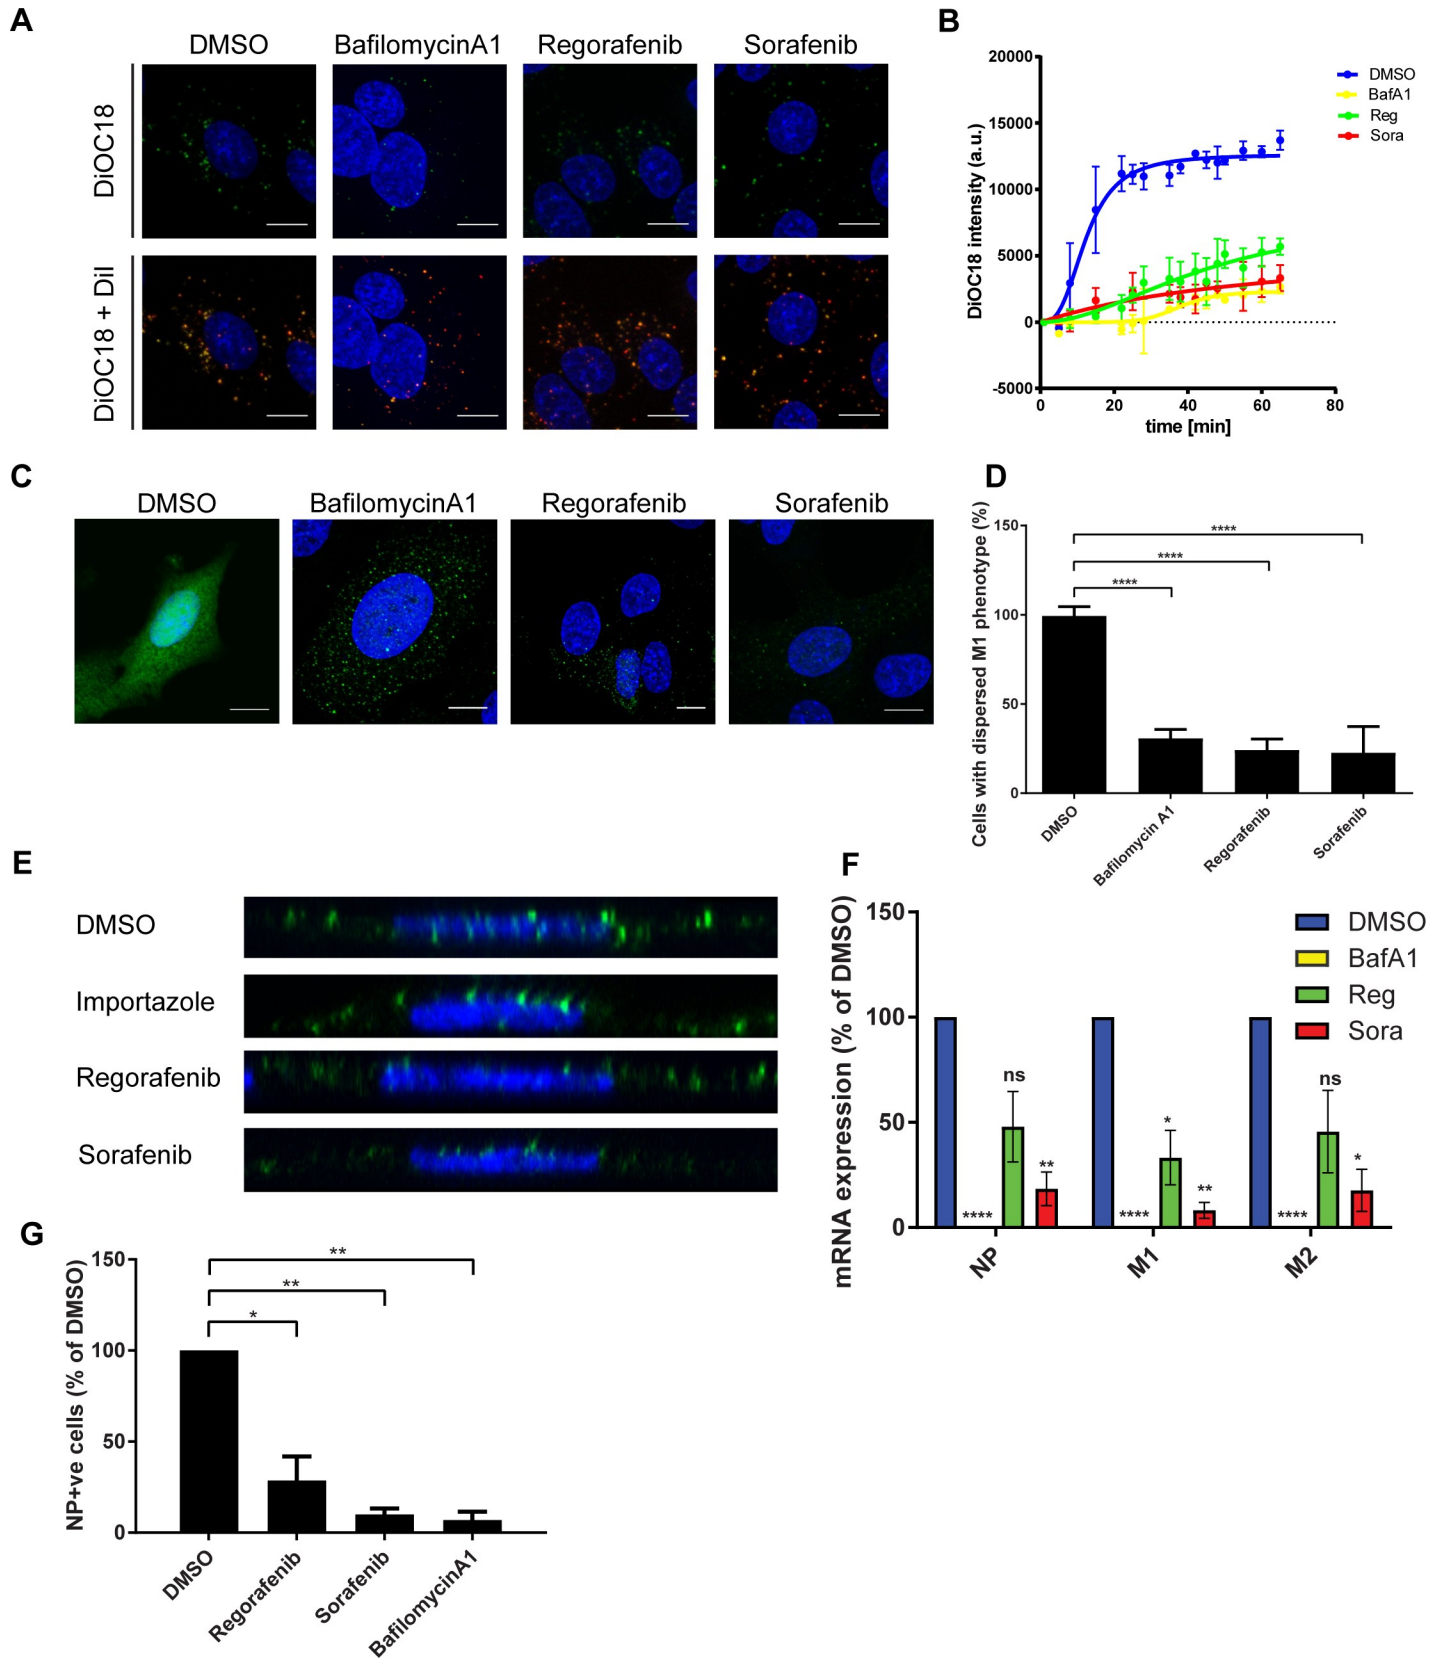 A
DMSO
BafilomycinA1
Regorafenib
Sorafenib
DiOC18
DiOC18 + DiI
B
20000
15000
10000
5000
0
-5000
DiOC18 intensity (a.u.)
0
20
40
60
80
time [min]
DMSO
BafA1
Reg
Sora
C
DMSO
BafilomycinA1
Regorafenib
Sorafenib
D
Cells with dispersed M1 phenotype (%)
150
100
50
0
****
****
****
DMSO
Bafilomycin A1
Regorafenib
Sorafenib
E
DMSO
Importazole
Regorafenib
Sorafenib
F
mRNA expression (% of DMSO)
150
100
50
0
DMSO
BafA1
Reg
Sora
****
ns
**
****
*
**
****
ns
*
NP
M1
M2
G
NP+ve cells (% of DMSO)
150
100
50
0
**
**
*
DMSO
Regorafenib
Sorafenib
BafilomycinA1